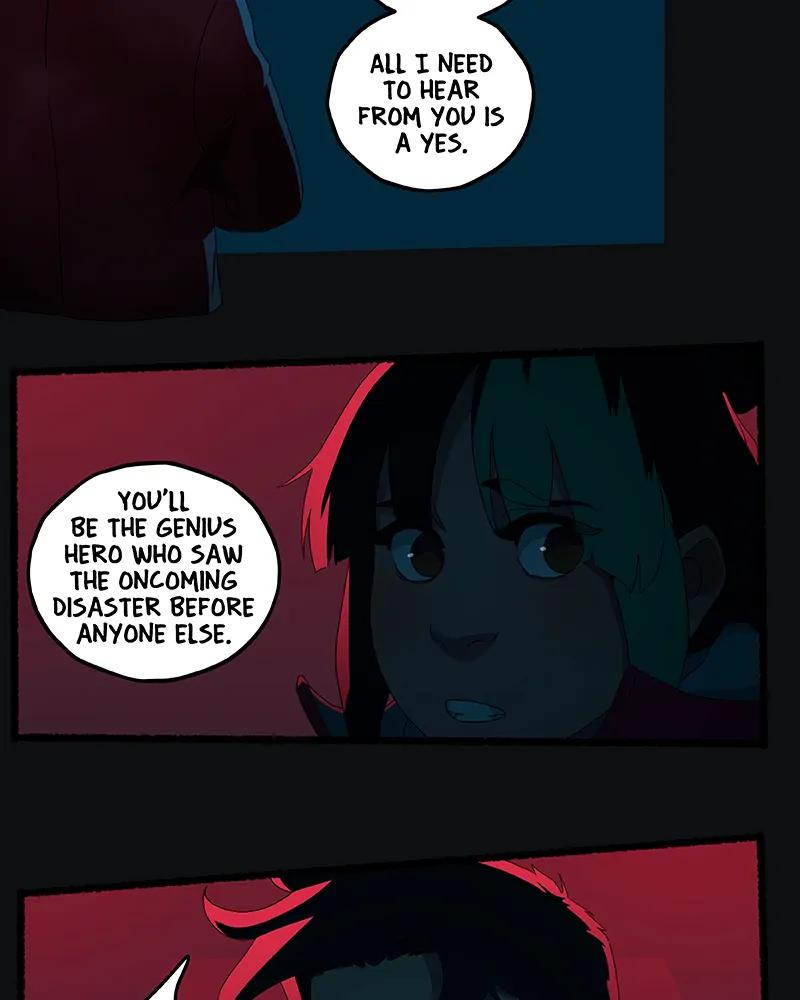 ALL I NEED
TO HEAR
FROM YOU IS
A YES.
YOU'LL
BE THE GENIUS
HERO WHO SAW
THE ONCOMING
DISASTER BEFORE
ANYONE ELSE.